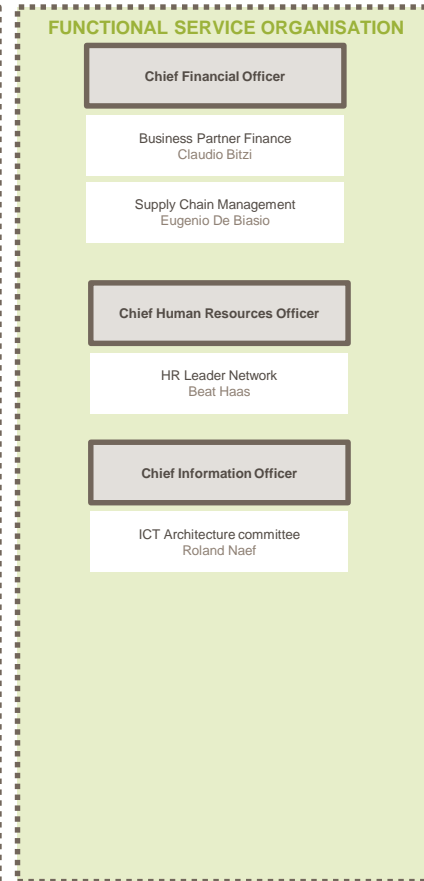 FUNCTIONAL SERVICE ORGANISATION
Chief Financial Officer
Business Partner Finance
Claudio Bitzi
Supply Chain Management
Eugenio De Biasio
Chief Human Resources Officer
HR Leader Network
Beat Haas
Chief Information Officer
ICT Architecture committee
Roland Naef